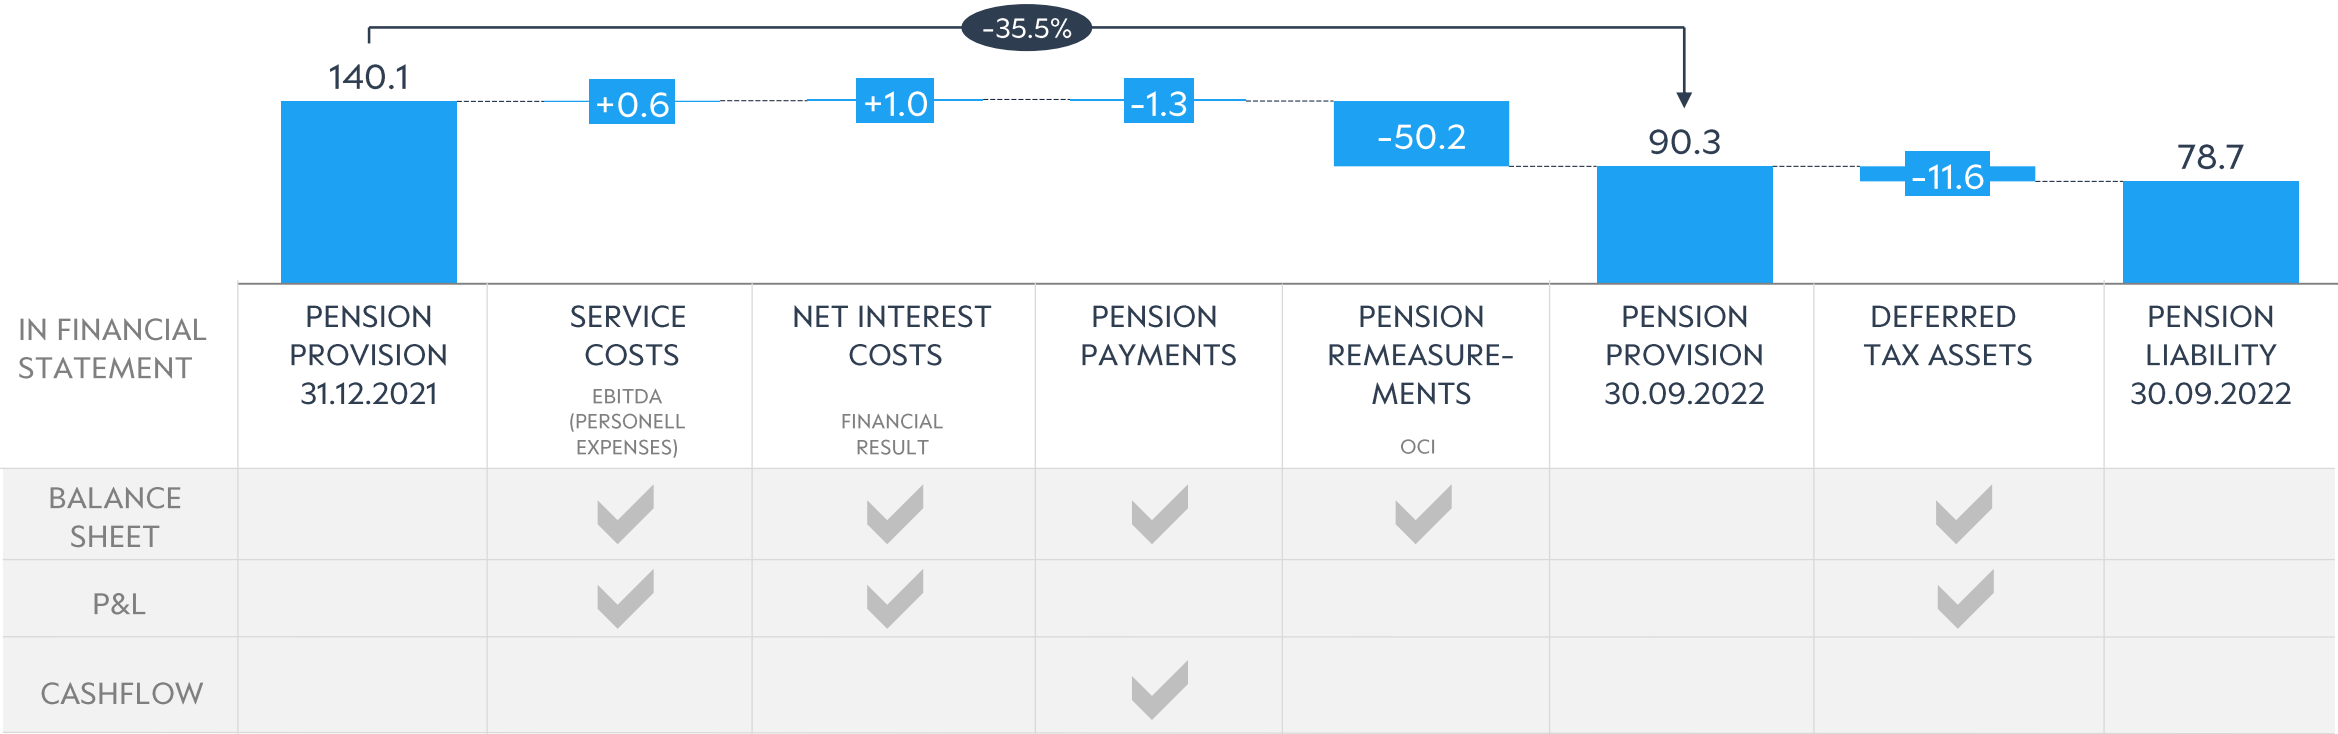 -35.5%
140.1
+0.6
+1.0
-1.3
-50.2
90.3
-11.6
78.7
IN FINANCIAL
STATEMENT
PENSION
PROVISION
31.12.2021
SERVICE
COSTS
EBITDA
(PERSONELL
EXPENSES)
NET INTEREST
COSTS
FINANCIAL
RESULT
PENSION
PAYMENTS
PENSION
REMEASURE-
MENTS
OCI
PENSION
PROVISION
30.09.2022
DEFERRED
TAX ASSETS
PENSION
LIABILITY
30.09.2022
BALANCE
SHEET
P&L
CASHFLOW